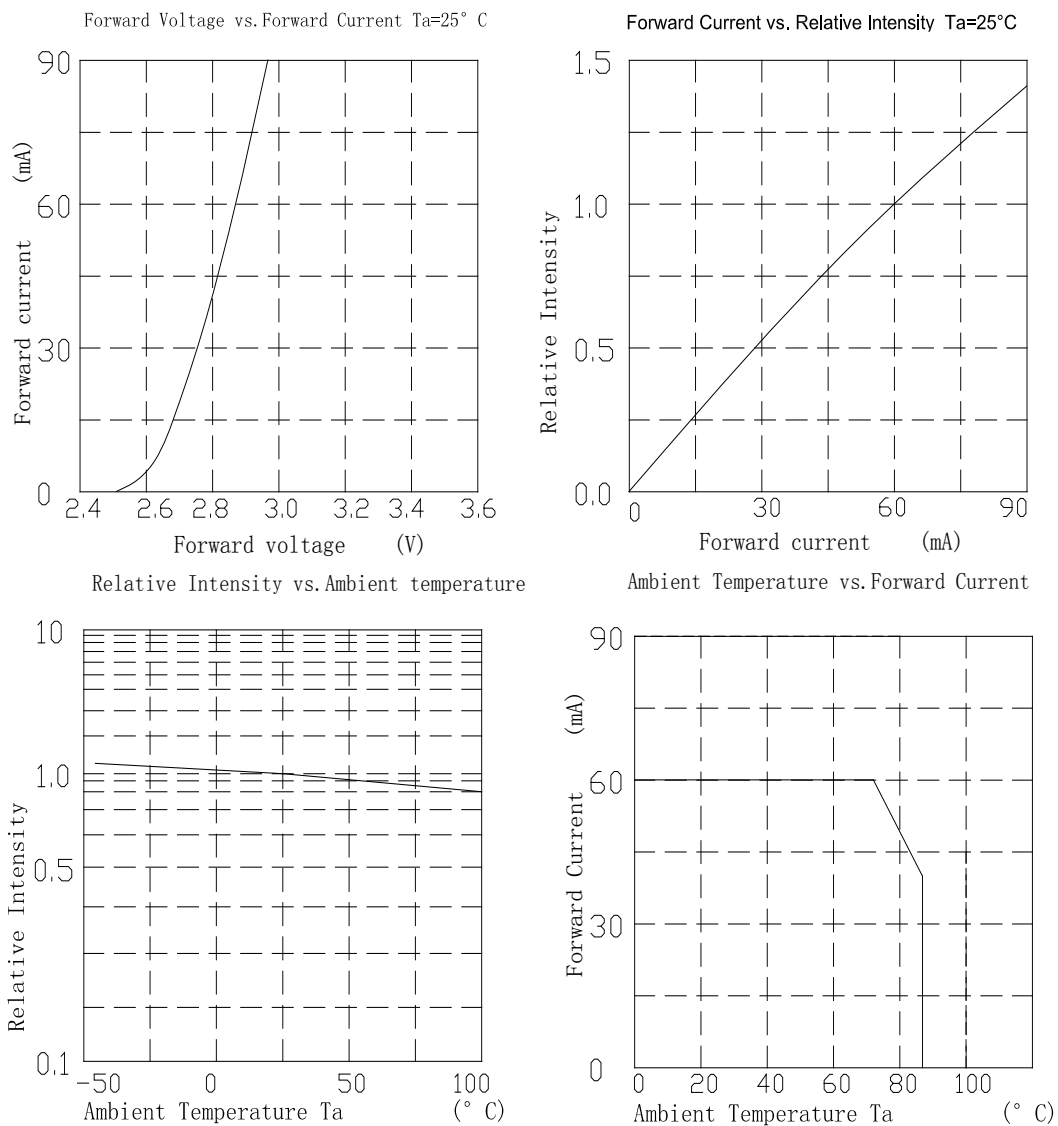 Forward Voltage vs.Forward Current Ta=25° C
90
60
30
0
Forward current (mA)
2.4 2.6 2.8 3.0 3.2 3.4 3.6
Forward voltage (V)
Forward Current vs. Relative Intensity Ta=25°C
1.5
1.0
0.5
0.0
Relative Intensity
0 30 60 90
Forward current (mA)
Relative Intensity vs.Ambient temperature
10
1.0
0.5
0.1
Relative Intensity
-50 0 50 100
Ambient Temperature Ta (° C)
Ambient Temperature vs.Forward Current
90
60
30
0
Forward Current (mA)
0 20 40 60 80 100
Ambient Temperature Ta (° C)